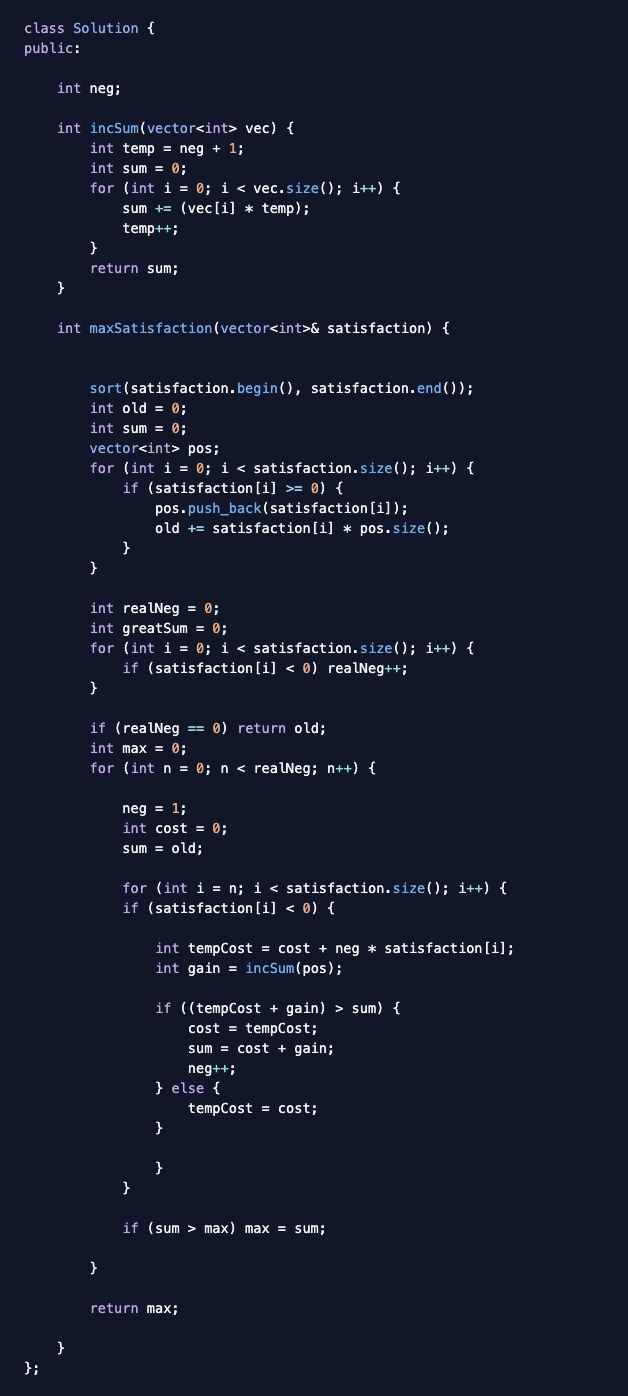 class Solution {
public:
    int neg;
    int incSum(vector<int> vec) {
        int temp = neg + 1;
        int sum = 0;
        for (int i = 0; i < vec.size(); i++) {
            sum += (vec[i] * temp);
            temp++;
        }
        return sum;
    }
    int maxSatisfaction(vector<int>& satisfaction) {
        sort(satisfaction.begin(), satisfaction.end());
        int old = 0;
        int sum = 0;
        vector<int> pos;
        for (int i = 0; i < satisfaction.size(); i++) {
            if (satisfaction[i] >= 0) {
                pos.push_back(satisfaction[i]);
                old += satisfaction[i] * pos.size();
            }
        }
        int realNeg = 0;
        int greatSum = 0;
        for (int i = 0; i < satisfaction.size(); i++) {
            if (satisfaction[i] < 0) realNeg++;
        }
        if (realNeg == 0) return old;
        int max = 0;
        for (int n = 0; n < realNeg; n++) {
            neg = 1;
            int cost = 0;
            sum = old;
            for (int i = n; i < satisfaction.size(); i++) {
            if (satisfaction[i] < 0) {
                int tempCost = cost + neg * satisfaction[i];
                int gain = incSum(pos);
                if ((tempCost + gain) > sum) {
                    cost = tempCost;
                    sum = cost + gain;
                    neg++;
                } else {
                    tempCost = cost;
                }
                }
            }
            if (sum > max) max = sum;
        }
        return max;
    }
};